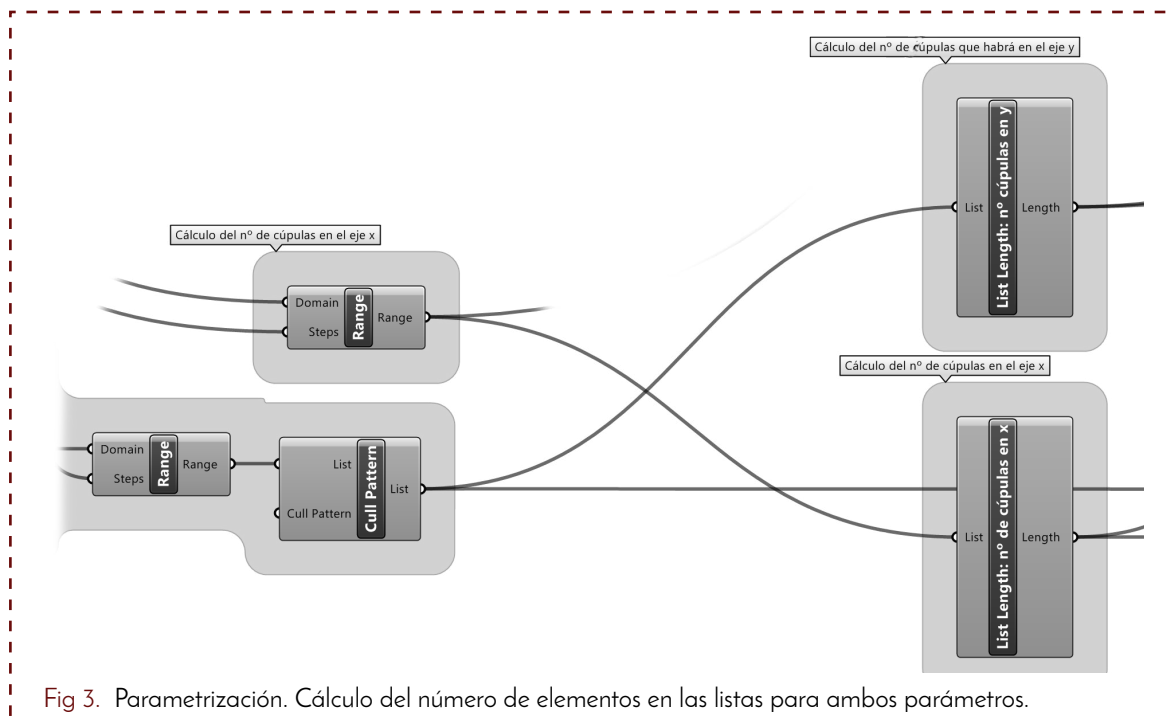 Cálculo del nº de cúpulas que habrá en el eje y
List
List Length: nº cúpulas en y
Length
Cálculo del nº de cúpulas en el eje x
Domain
Steps
Range
Range
Cálculo del nº de cúpulas en el eje x
List
List Length: nº de cúpulas en x
Length
Domain
Steps
Range
Range
List
Cull Pattern
Cull Pattern
List
Fig 3. Parametrización. Cálculo del número de elementos en las listas para ambos parámetros.